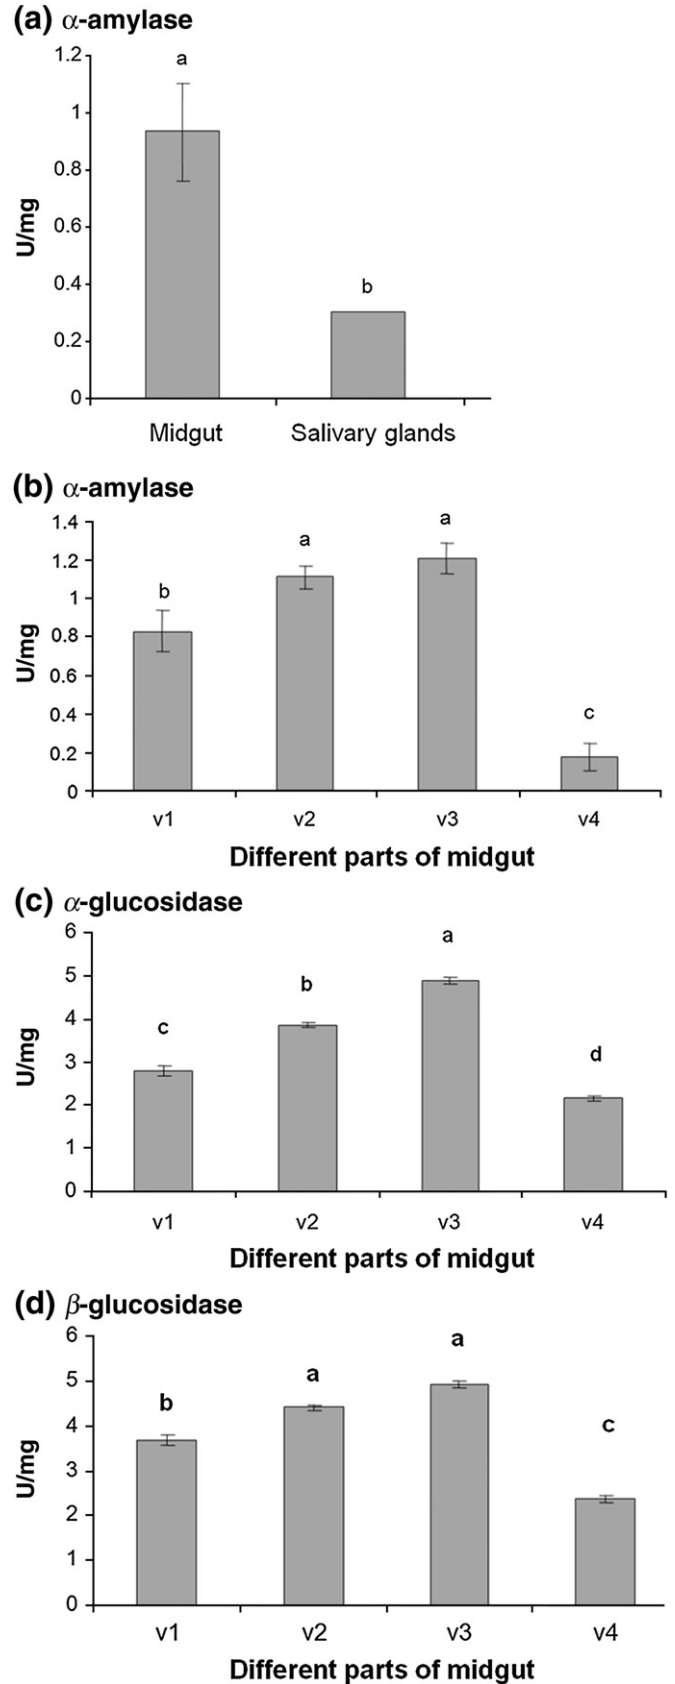 (a) α-amylase
1.2
a
1
0.8
0.6
U/mg
0.4
b
0.2
0
Midgut Salivary glands
(b) α-amylase
1.4
a
a
1.2
b
1
0.8
U/mg
0.6
0.4
c
0.2
0
v1 v2 v3 v4
Different parts of midgut
(c) α-glucosidase
6
a
5
b
4
c
d
3
U/mg
2
1
0
v1 v2 v3 v4
Different parts of midgut
(d) β-glucosidase
6
a
a
5
b
c
4
3
U/mg
2
1
0
v1 v2 v3 v4
Different parts of midgut